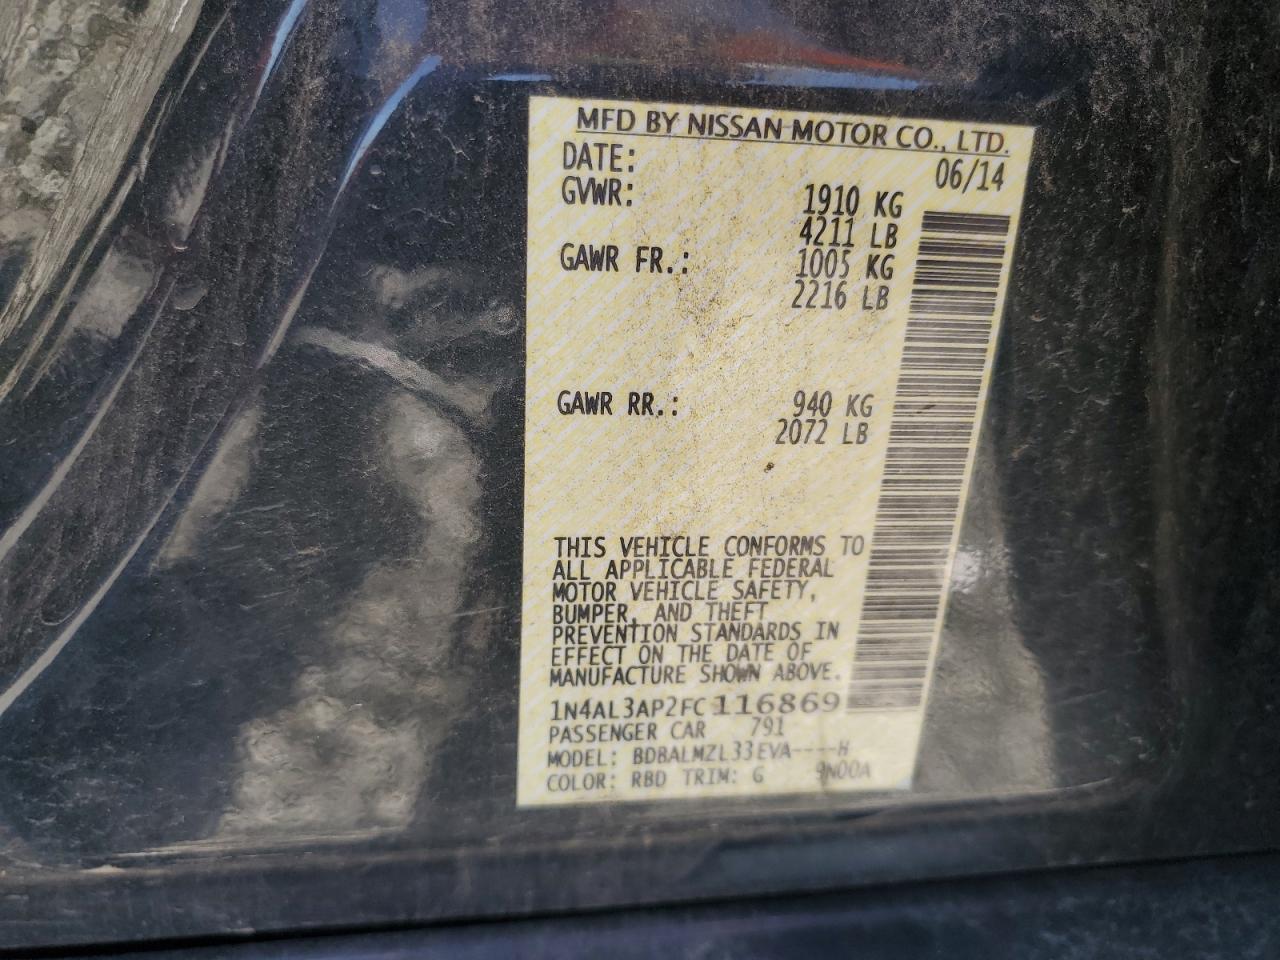 MFD BY NISSAN MOTOR CO., LTD.
DATE: 06/14
GVWR: 1910 KG
4211 LB
GAWR FR.: 1005 KG
2216 LB
GAWR RR.: 940 KG
2072 LB
THIS VEHICLE CONFORMS TO
ALL APPLICABLE FEDERAL
MOTOR VEHICLE SAFETY,
BUMPER, AND THEFT
PREVENTION STANDARDS IN
EFFECT ON THE DATE OF
MANUFACTURE SHOWN ABOVE.
1N4AL3AP2FC116869
PASSENGER CAR 791
MODEL: BDBALMZL33EVA----H
COLOR: RBD TRIM: G 9N00A